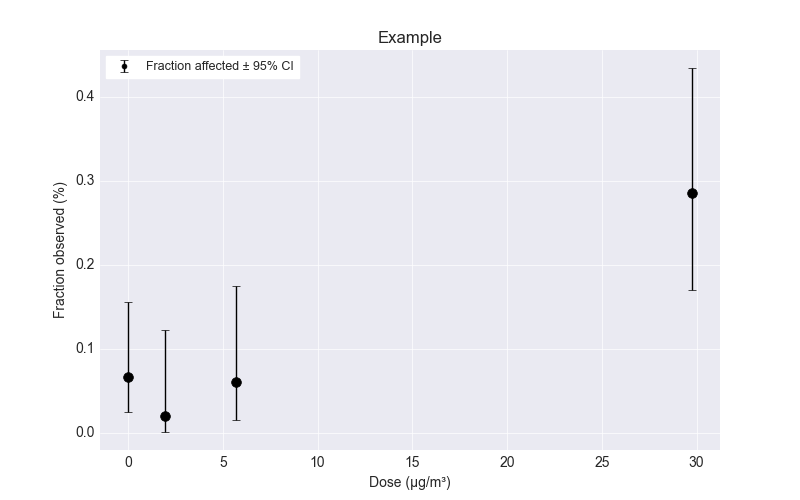 Example
Fraction affected ± 95% CI
Fraction observed (%)
0.4
0.3
0.2
0.1
0.0
0 5 10 15 20 25 30
Dose (µg/m³)